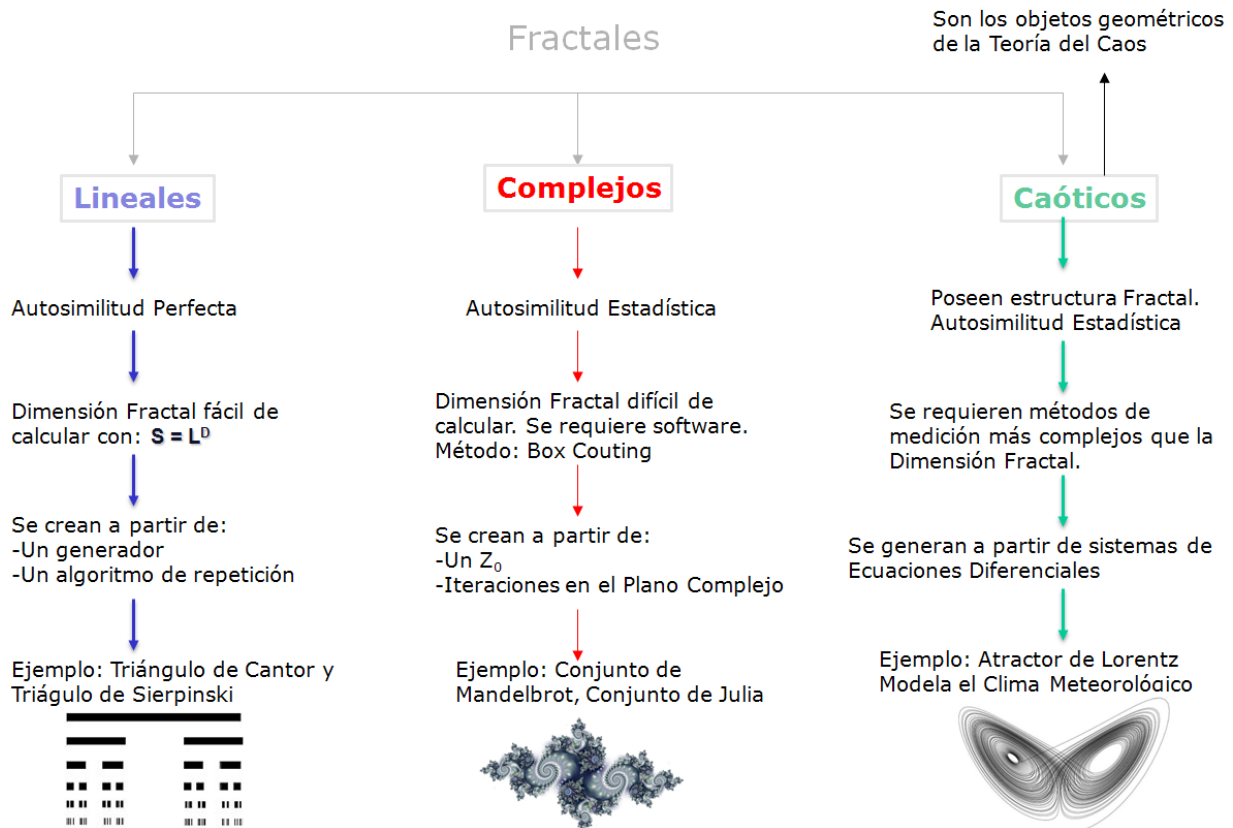 Fractales
Son los objetos geométricos
de la Teoría del Caos
Lineales
Autosimilitud Perfecta
Dimensión Fractal fácil de
calcular con: S = L^D
Se crean a partir de:
-Un generador
-Un algoritmo de repetición
Ejemplo: Triángulo de Cantor y
Triágulo de Sierpinski
Complejos
Autosimilitud Estadística
Dimensión Fractal difícil de
calcular. Se requiere software.
Método: Box Couting
Se crean a partir de:
-Un Z₀
-Iteraciones en el Plano Complejo
Ejemplo: Conjunto de
Mandelbrot, Conjunto de Julia
Caóticos
Poseen estructura Fractal.
Autosimilitud Estadística
Se requieren métodos de
medición más complejos que la
Dimensión Fractal.
Se generan a partir de sistemas de
Ecuaciones Diferenciales
Ejemplo: Atractor de Lorentz
Modela el Clima Meteorológico